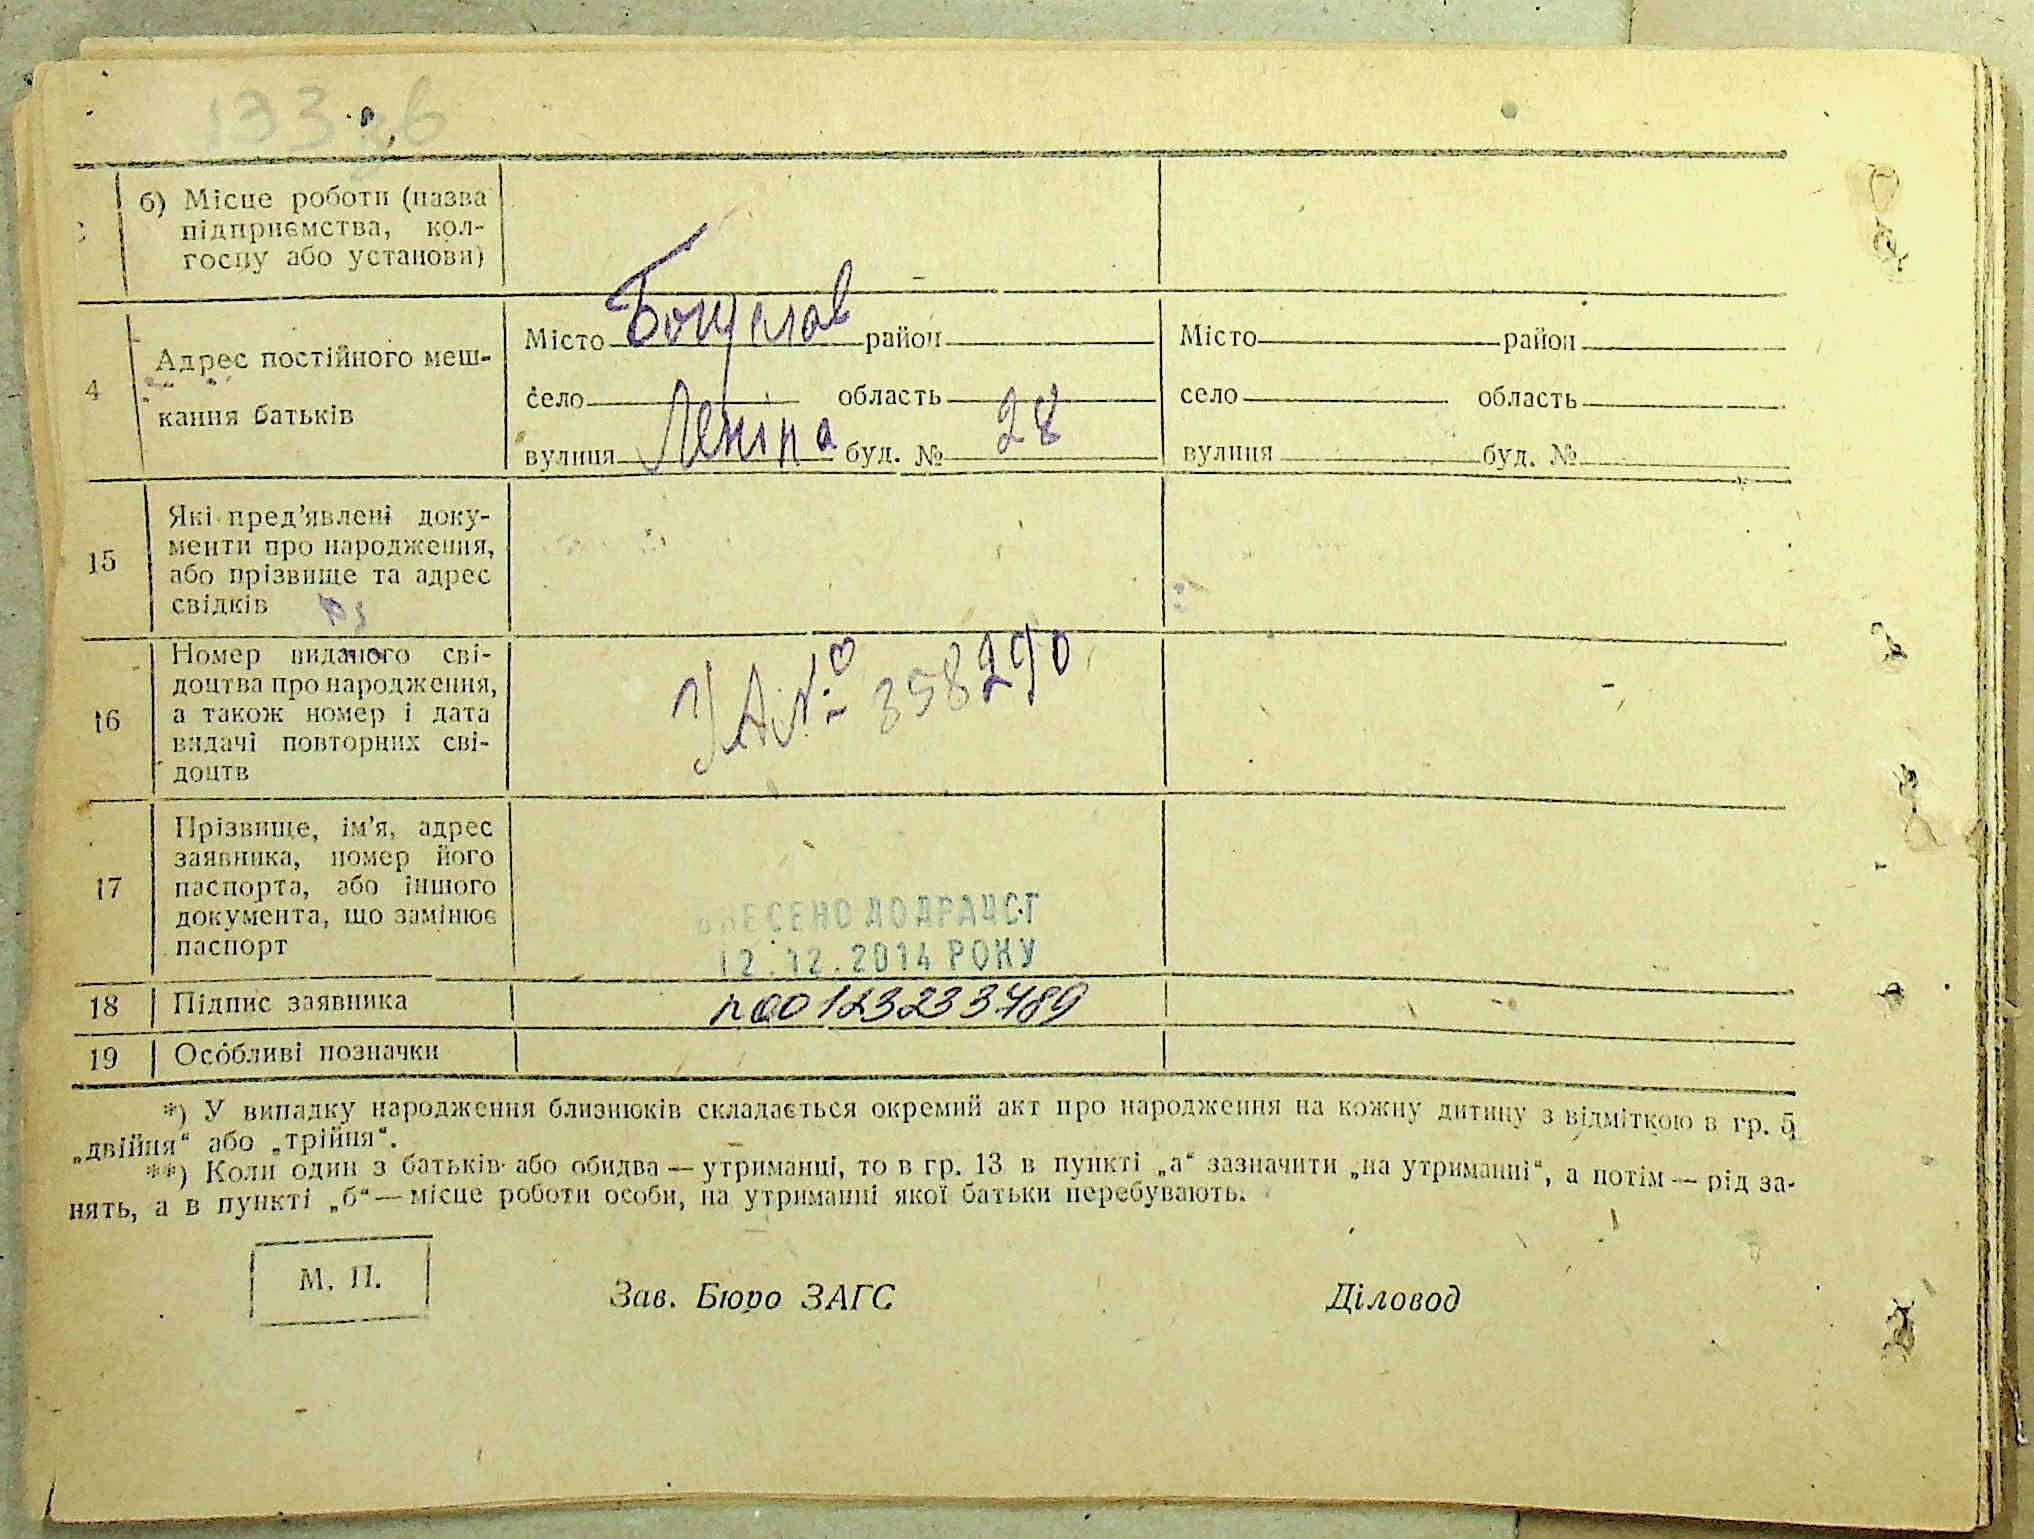 133
б) Місце роботи (назва
підприємства, кол-
госпу або установи)
4
Адрес постійного меш-
кання батьків
Місто Богуслав район
село область
вулиця Леніна буд. № 28
Місто район
село область
вулиця буд. №
15
Які пред’явлені доку-
менти про народження,
або прізвище та адрес
свідків
16
Номер виданого сві-
доцтва про народження,
а також номер і дата
видачі повторних сві-
доцтв
УА № 358290
17
Прізвище, ім’я, адрес
заявника, номер його
паспорта, або іншого
документа, що замінює
паспорт
ВНЕСЕНО ДО ДРАЦСГ
12.12.2014 РОКУ
18 Підпис заявника
00123233489
19 Особливі позначки
*) У випадку народження близнюків складається окремий акт про народження на кожну дитину з відміткою в гр. 5
„двійня“ або „трійня“.
**) Коли один з батьків або обидва — утриманці, то в гр. 13 в пункті „а“ зазначити „на утриманні“, а потім — рід за-
нять, а в пункті „б“ — місце роботи особи, на утриманні якої батьки перебувають.
М. П.
Зав. Бюро ЗАГС
Діловод